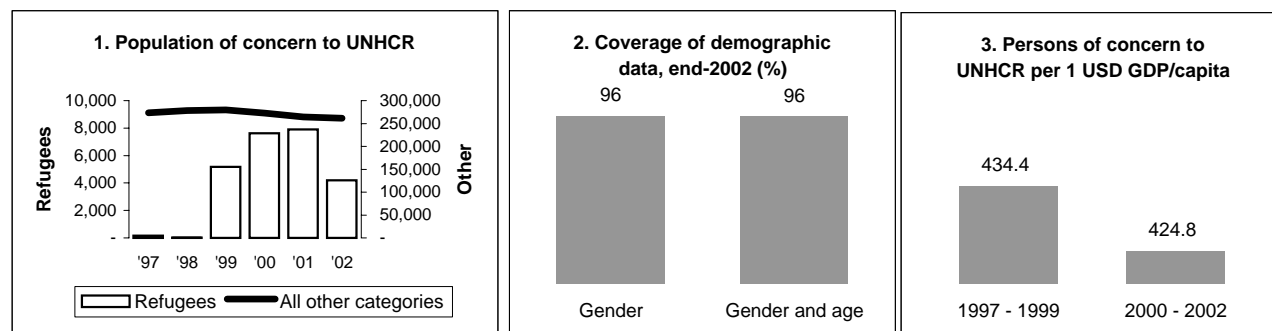 1. Population of concern to UNHCR
10,000
8,000
6,000
4,000
2,000
-
Refugees
300,000
250,000
200,000
150,000
100,000
50,000
-
Other
'97 '98 '99 '00 '01 '02
Refugees All other categories
2. Coverage of demographic
data, end-2002 (%)
96 96
Gender Gender and age
3. Persons of concern to
UNHCR per 1 USD GDP/capita
434.4
424.8
1997 - 1999 2000 - 2002